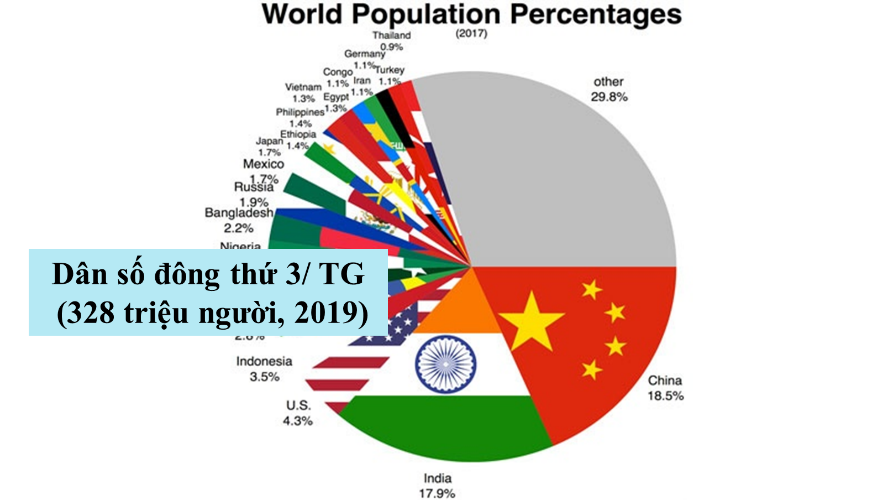 World Population Percentages
(2017)
Thailand
0.9%
Germany
1.1%
Turkey
1.1%
Congo
1.1%
Iran
1.1%
Vietnam
1.3%
Egypt
1.3%
Philippines
1.4%
Ethiopia
1.4%
Japan
1.7%
Mexico
1.7%
Russia
1.9%
Bangladesh
2.2%
Nigeria
Dân số đông thứ 3/ TG
(328 triệu người, 2019)
2.8%
Indonesia
3.5%
U.S.
4.3%
India
17.9%
China
18.5%
other
29.8%